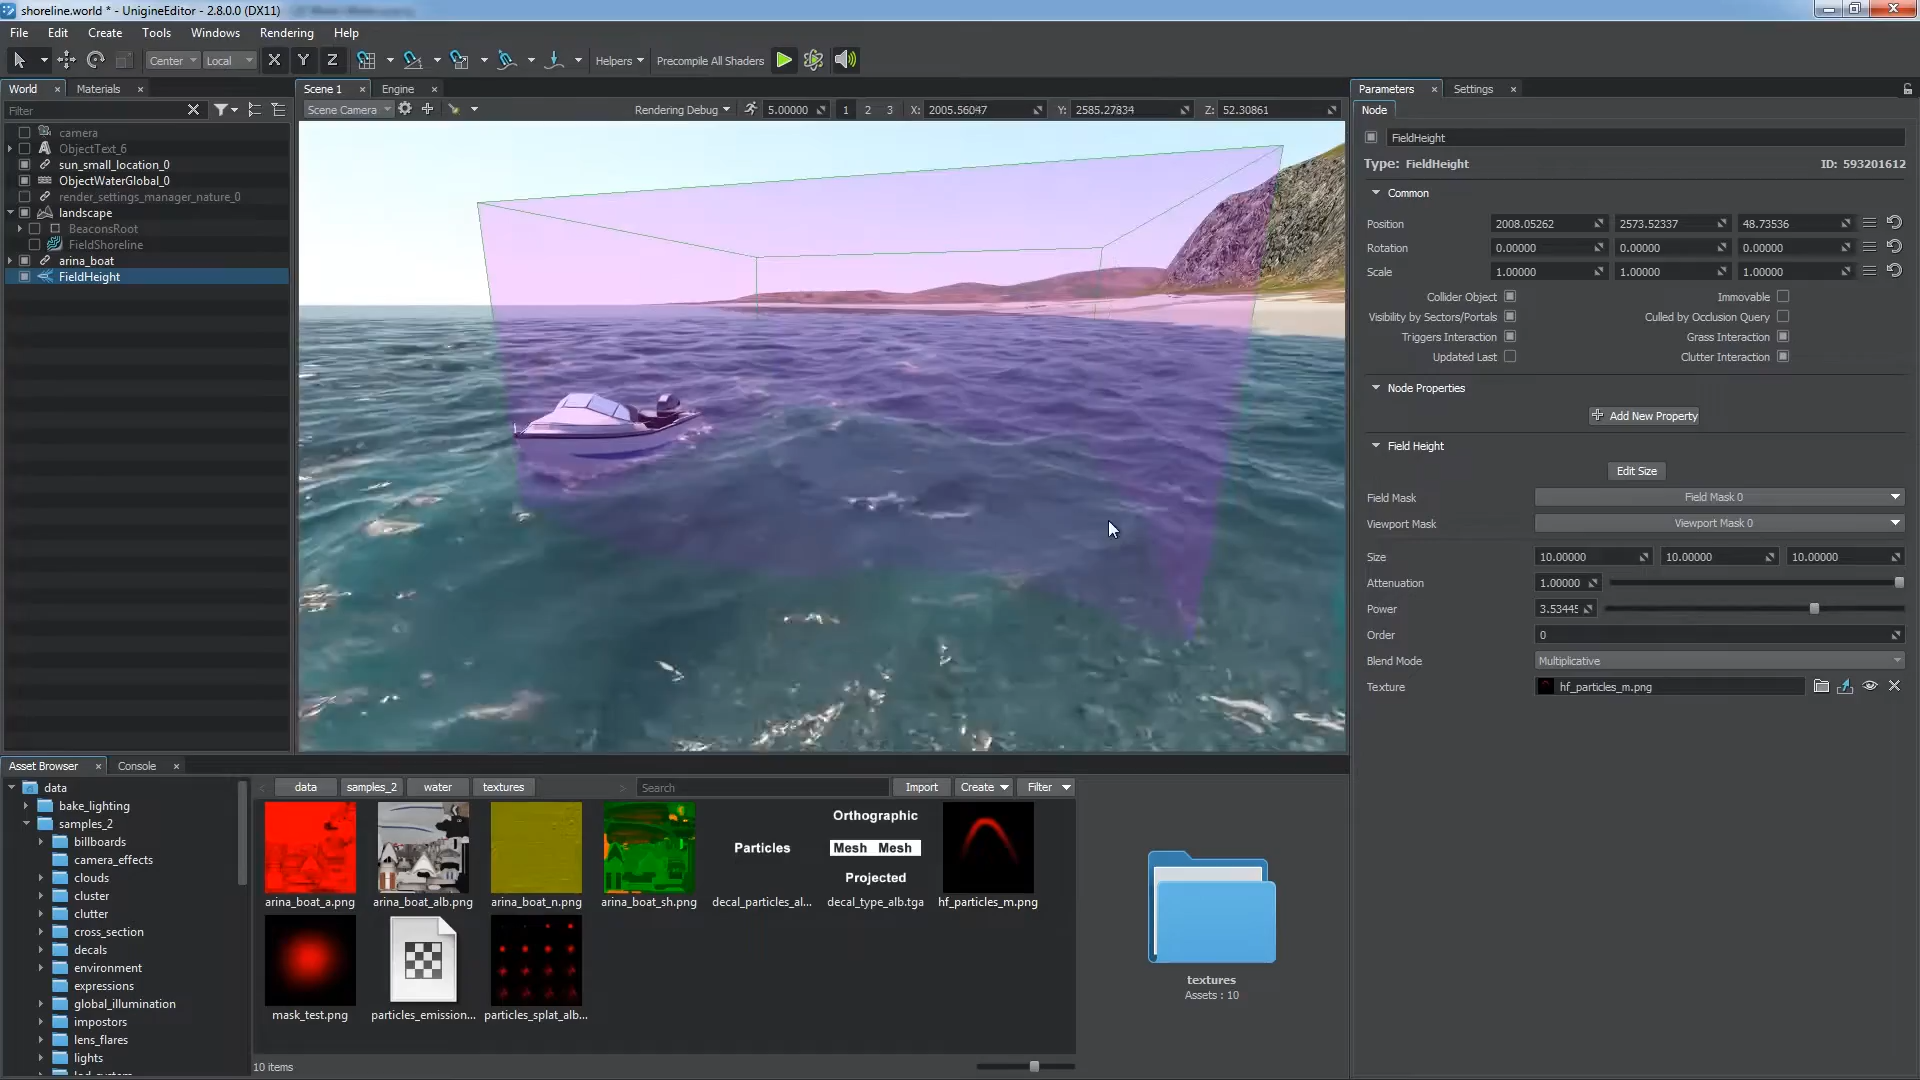 shoreline.world * - UnigineEditor - 2.8.0.0 (DX11)
File Edit Create Tools Windows Rendering Help
Center Local X Y Z Helpers Precompile All Shaders
World Materials
Filter
camera
ObjectText_6
sun_small_location_0
ObjectWaterGlobal_0
render_settings_manager_nature_0
landscape
BeaconsRoot
FieldShoreline
arina_boat
FieldHeight
Scene 1 Engine
Scene Camera Rendering Debug 5.00000 1 2 3 X: 2005.56047 Y: 2585.27834 Z: 52.30861
Parameters Settings
Node
FieldHeight
Type: FieldHeight ID: 593201612
Common
Position 2008.05262 2573.52337 48.73536
Rotation 0.00000 0.00000 0.00000
Scale 1.00000 1.00000 1.00000
Collider Object Immovable
Visibility by Sectors/Portals Culled by Occlusion Query
Triggers Interaction Grass Interaction
Updated Last Clutter Interaction
Node Properties
Add New Property
Field Height
Edit Size
Field Mask Field Mask 0
Viewport Mask Viewport Mask 0
Size 10.00000 10.00000 10.00000
Attenuation 1.00000
Power 3.53445
Order 0
Blend Mode Multiplicative
Texture hf_particles_m.png
Asset Browser Console
data
bake_lighting
samples_2
billboards
camera_effects
clouds
cluster
clutter
cross_section
decals
environment
expressions
global_illumination
impostors
lens_flares
lights
data samples_2 water textures Search Import Create Filter
Orthographic
Particles
Mesh Mesh
Projected
arina_boat_a.png arina_boat_alb.png arina_boat_n.png arina_boat_sh.png decal_particles_al... decal_type_alb.tga hf_particles_m.png
mask_test.png particles_emission... particles_splat_alb...
10 items
textures
Assets : 10